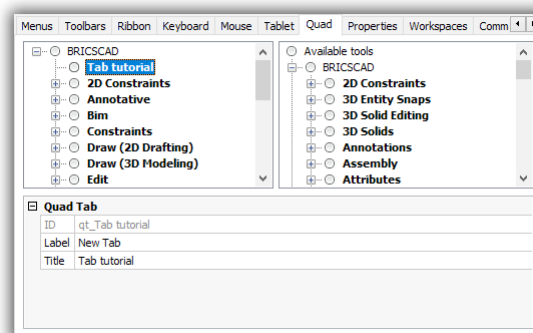 Menus Toolbars Ribbon Keyboard Mouse Tablet Quad Properties Workspaces Comm
BRICSCAD
Tab tutorial
2D Constraints
Annotative
Bim
Constraints
Draw (2D Drafting)
Draw (3D Modeling)
Edit
Available tools
BRICSCAD
2D Constraints
3D Entity Snaps
3D Solid Editing
3D Solids
Annotations
Assembly
Attributes
Quad Tab
ID qt_Tab tutorial
Label New Tab
Title Tab tutorial